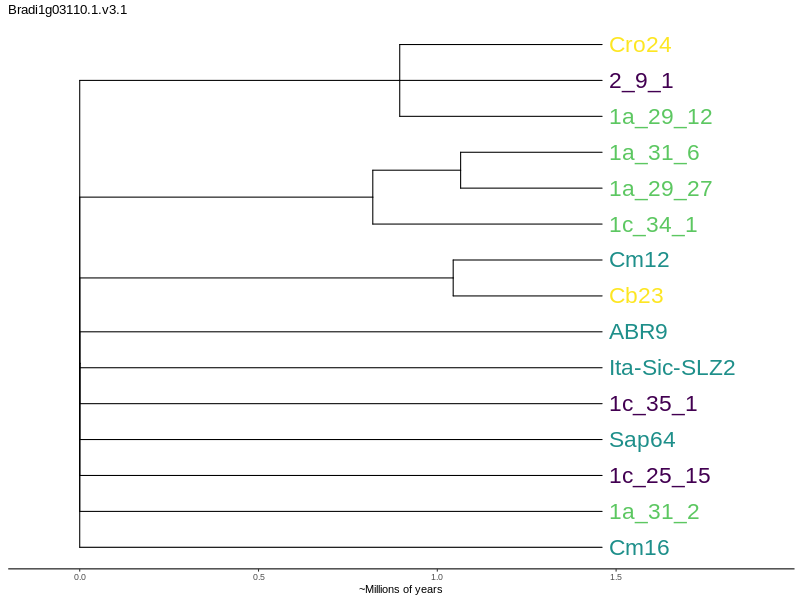 Bradi1g03110.1.v3.1
Cro24
2_9_1
1a_29_12
1a_31_6
1a_29_27
1c_34_1
Cm12
Cb23
ABR9
Ita-Sic-SLZ2
1c_35_1
Sap64
1c_25_15
1a_31_2
Cm16
0.0 0.5 1.0 1.5
~Millions of years